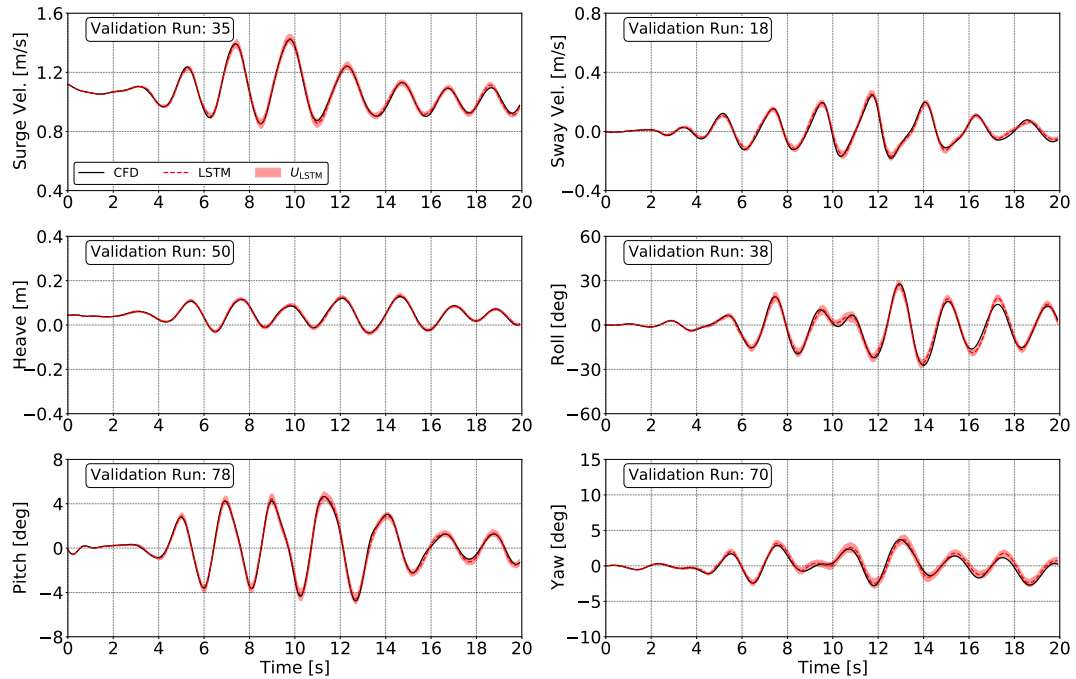 Validation Run: 35
Surge Vel. [m/s]
1.6
1.2
0.8
0.4
CFD LSTM U_LSTM
0 2 4 6 8 10 12 14 16 18 20
Validation Run: 18
Sway Vel. [m/s]
0.8
0.4
0.0
−0.4
0 2 4 6 8 10 12 14 16 18 20
Validation Run: 50
Heave [m]
0.4
0.2
0.0
−0.2
−0.4
0 2 4 6 8 10 12 14 16 18 20
Validation Run: 38
Roll [deg]
60
30
0
−30
−60
0 2 4 6 8 10 12 14 16 18 20
Validation Run: 78
Pitch [deg]
8
4
0
−4
−8
0 2 4 6 8 10 12 14 16 18 20
Time [s]
Validation Run: 70
Yaw [deg]
15
10
5
0
−5
−10
0 2 4 6 8 10 12 14 16 18 20
Time [s]